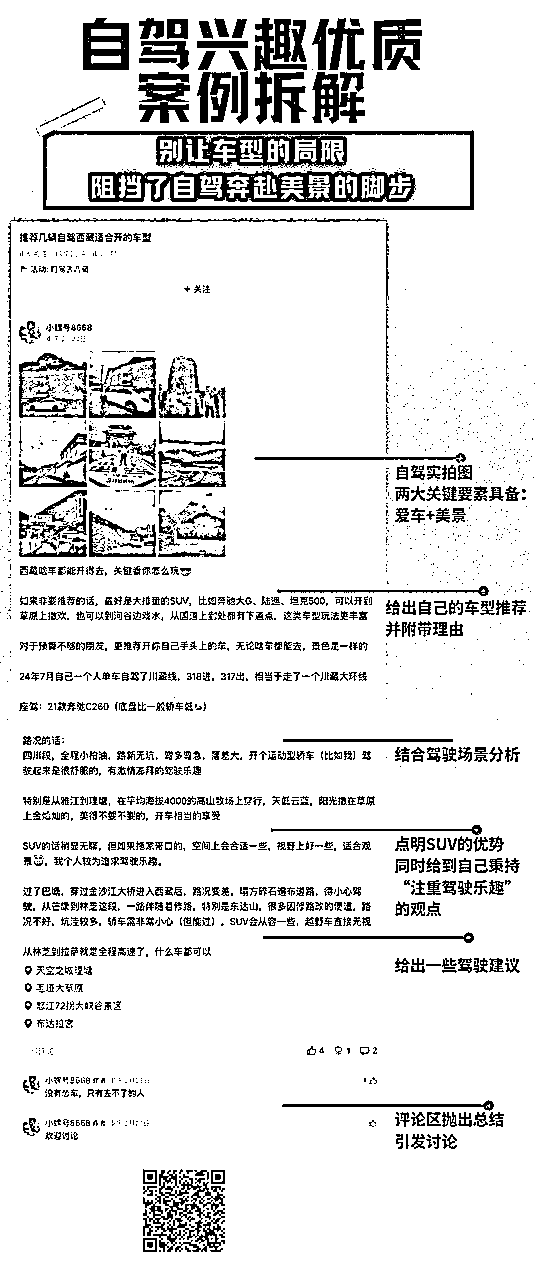 自驾兴趣优质
案例拆解
别让车型的局限
阻挡了自驾奔赴美景的脚步
推荐几辆自驾西藏适合开的车型
+ 关注
小蝶号8668
自驾实拍图
两大关键要素具备：
爱车+美景
西藏啥车都能开得去，关键看你怎么玩
如果非要推荐的话，最好是大排量的SUV，比如奔驰大G、陆巡、坦克500，可以开到
草原上撒欢，也可以到河谷边戏水，从国道上到处都有下道点，这类车型玩法更丰富
给出自己的车型推荐
并附带理由
对于预算不够的朋友，更推荐开你自己手头上的车，无论啥车都能去，景色是一样的
24年7月自己一个人单车自驾了川藏线，318进，317出，相当于走了一个川藏大环线
座驾：21款奔驰C260（底盘比一般轿车低）
路况的话：
四川段，全程小柏油，路新无坑，弯多弯急，落差大，开个运动型轿车（比如我）驾
驶起来是很舒服的，有激情澎湃的驾驶乐趣
结合驾驶场景分析
特别是从雅江到理塘，在平均海拔4000的高山牧场上穿行，天低云蓝，阳光撒在草原
上金灿灿的，美得不要不要的，开车相当的享受
SUV的话稍显无聊，但如果拖家带口的，空间上会合适一些，视野上好一些，适合观
景，我个人较为追求驾驶乐趣。
点明SUV的优势
同时给到自己秉持
“注重驾驶乐趣”
的观点
过了巴塘，穿过金沙江大桥进入西藏后，路况变差，塌方碎石遍布道路，得小心驾
驶，从芒康到林芝这段，一路伴随着修路，特别是东达山，很多因修路改的便道，路
况不好，坑洼较多，轿车需非常小心（但能过），SUV会从容一些，越野车直接无视
给出一些驾驶建议
从林芝到拉萨就是全程高速了，什么车都可以
天空之城理塘
毛垭大草原
怒江72拐大峡谷景区
布达拉宫
4 1 2
小蝶号8668
没有怂车，只有去不了的人
小蝶号8668
欢迎讨论
评论区抛出总结
引发讨论